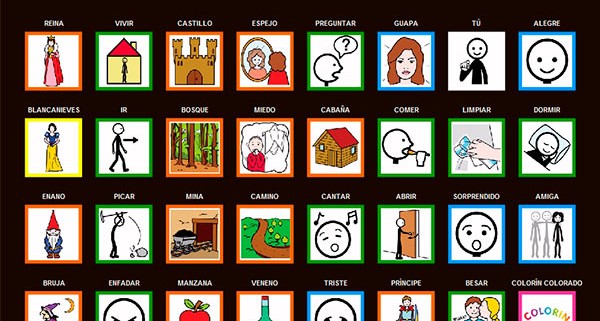 REINA VIVIR CASTILLO ESPEJO PREGUNTAR GUAPA TÚ ALEGRE
?
BLANCANIEVES IR BOSQUE MIEDO CABAÑA COMER LIMPIAR DORMIR
ENANO PICAR MINA CAMINO CANTAR ABRIR SORPRENDIDO AMIGA
BRUJA ENFADAR MANZANA VENENO TRISTE PRÍNCIPE BESAR COLORÍN COLORADO
COLORIN